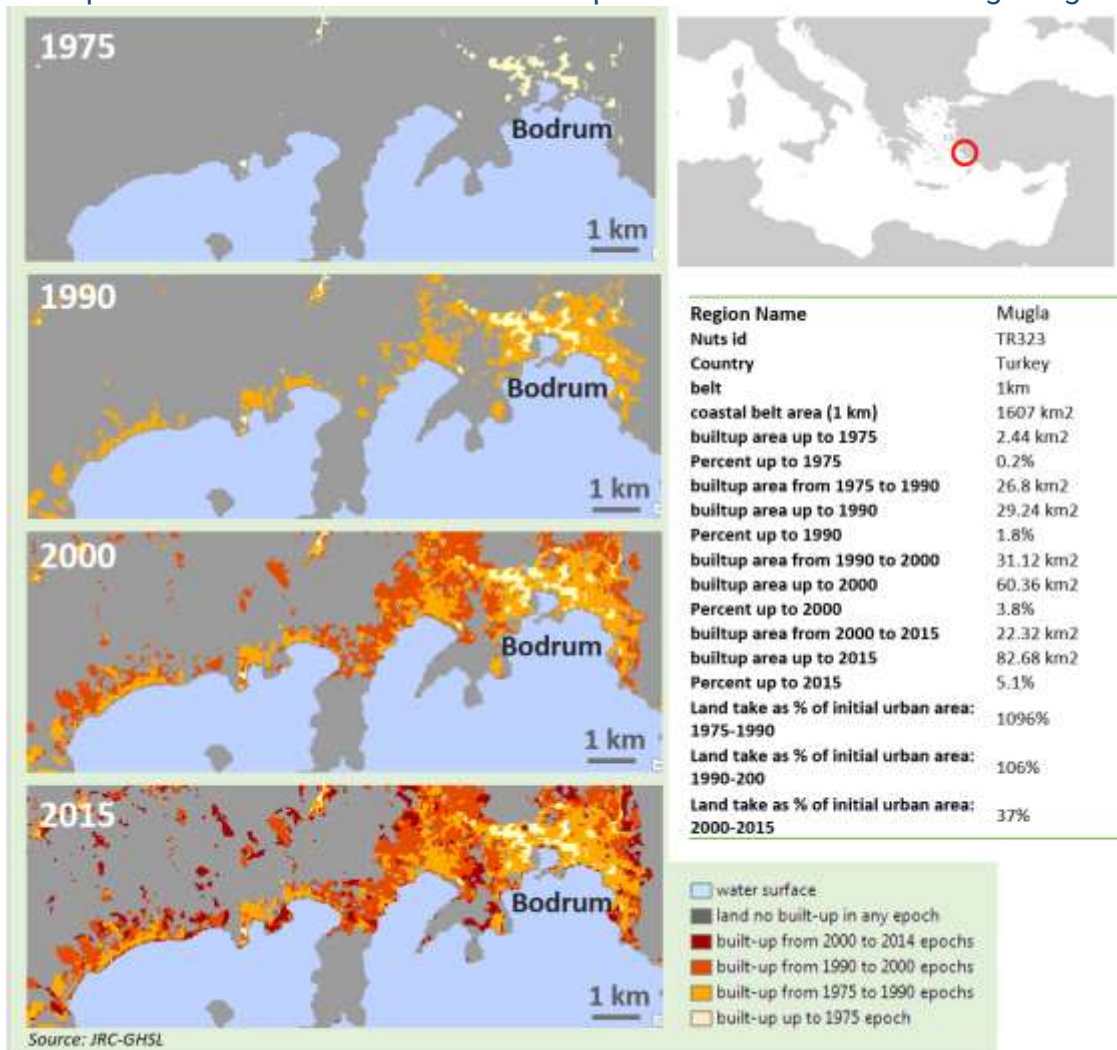 1975
Bodrum
1 km
1990
Bodrum
1 km
2000
Bodrum
1 km
2015
Bodrum
1 km
Source: JRC-GHSL
Region Name Mugla
Nuts id TR323
Country Turkey
belt 1km
coastal belt area (1 km) 1607 km2
builtup area up to 1975 2.44 km2
Percent up to 1975 0.2%
builtup area from 1975 to 1990 26.8 km2
builtup area up to 1990 29.24 km2
Percent up to 1990 1.8%
builtup area from 1990 to 2000 31.12 km2
builtup area up to 2000 60.36 km2
Percent up to 2000 3.8%
builtup area from 2000 to 2015 22.32 km2
builtup area up to 2015 82.68 km2
Percent up to 2015 5.1%
Land take as % of initial urban area:
1975-1990 1096%
Land take as % of initial urban area:
1990-200 106%
Land take as % of initial urban area:
2000-2015 37%
water surface
land no built-up in any epoch
built-up from 2000 to 2014 epochs
built-up from 1990 to 2000 epochs
built-up from 1975 to 1990 epochs
built-up up to 1975 epoch